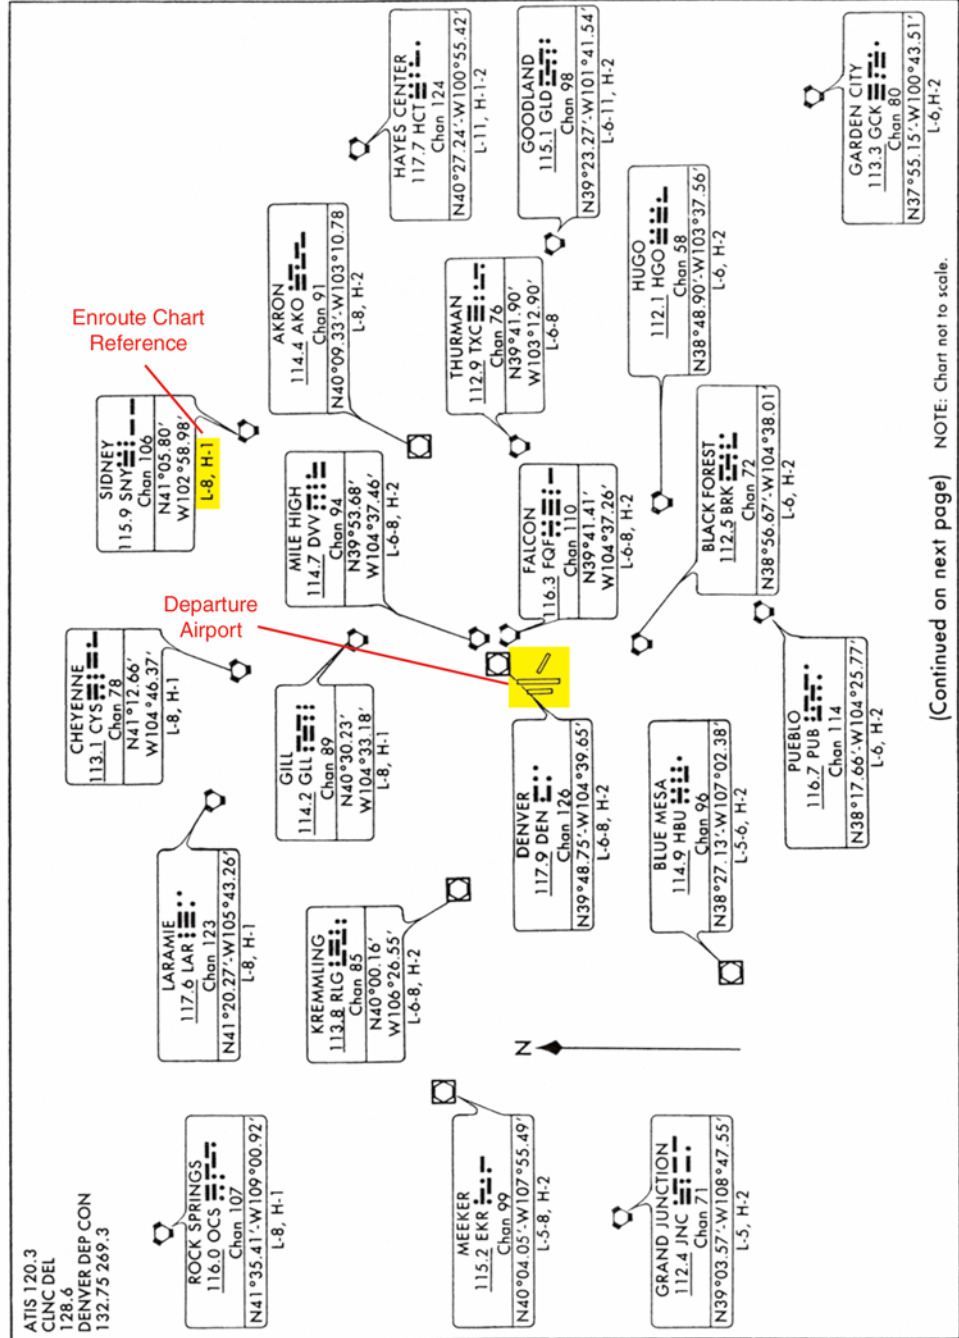 ATIS 120.3
CLNC DEL
128.6
DENVER DEP CON
132.75 269.3
ROCK SPRINGS
116.0 OCS
Chan 107
N41°35.41′-W109°00.92′
L-8, H-1
LARAMIE
117.6 LAR
Chan 123
N41°20.27′-W105°43.26′
L-8, H-1
CHEYENNE
113.1 CYS
Chan 78
N41°12.66′
W104°46.37′
L-8, H-1
SIDNEY
115.9 SNY
Chan 106
N41°05.80′
W102°58.98′
L-8, H-1
Enroute Chart
Reference
GILL
114.2 GLL
Chan 89
N40°30.23′
W104°33.18′
L-8, H-1
AKRON
114.4 AKO
Chan 91
N40°09.33′-W103°10.78
L-8, H-2
HAYES CENTER
117.7 HCT
Chan 124
N40°27.24′-W100°55.42′
L-11, H-1-2
KREMMLING
113.8 RLG
Chan 85
N40°00.16′
W106°26.55′
L-6-8, H-2
MILE HIGH
114.7 DVV
Chan 94
N39°53.68′
W104°37.46′
L-6-8, H-2
Departure
Airport
MEEKER
115.2 EKR
Chan 99
N40°04.05′-W107°55.49′
L-5-8, H-2
N
DENVER
117.9 DEN
Chan 126
N39°48.75′-W104°39.65′
L-6-8, H-2
FALCON
116.3 FQF
Chan 110
N39°41.41′
W104°37.26′
L-6-8, H-2
THURMAN
112.9 TXC
Chan 76
N39°41.90′
W103°12.90′
L-6-8
GOODLAND
115.1 GLD
Chan 98
N39°23.27′-W101°41.54′
L-6-11, H-2
GRAND JUNCTION
112.4 JNC
Chan 71
N39°03.57′-W108°47.55′
L-5, H-2
BLUE MESA
114.9 HBU
Chan 96
N38°27.13′-W107°02.38′
L-5-6, H-2
BLACK FOREST
112.5 BRK
Chan 72
N38°56.67′-W104°38.01′
L-6, H-2
HUGO
112.1 HGO
Chan 58
N38°48.90′-W103°37.56′
L-6, H-2
PUEBLO
116.7 PUB
Chan 114
N38°17.66′-W104°25.77′
L-6, H-2
GARDEN CITY
113.3 GCK
Chan 80
N37°55.15′-W100°43.51′
L-6,H-2
(Continued on next page) NOTE: Chart not to scale.